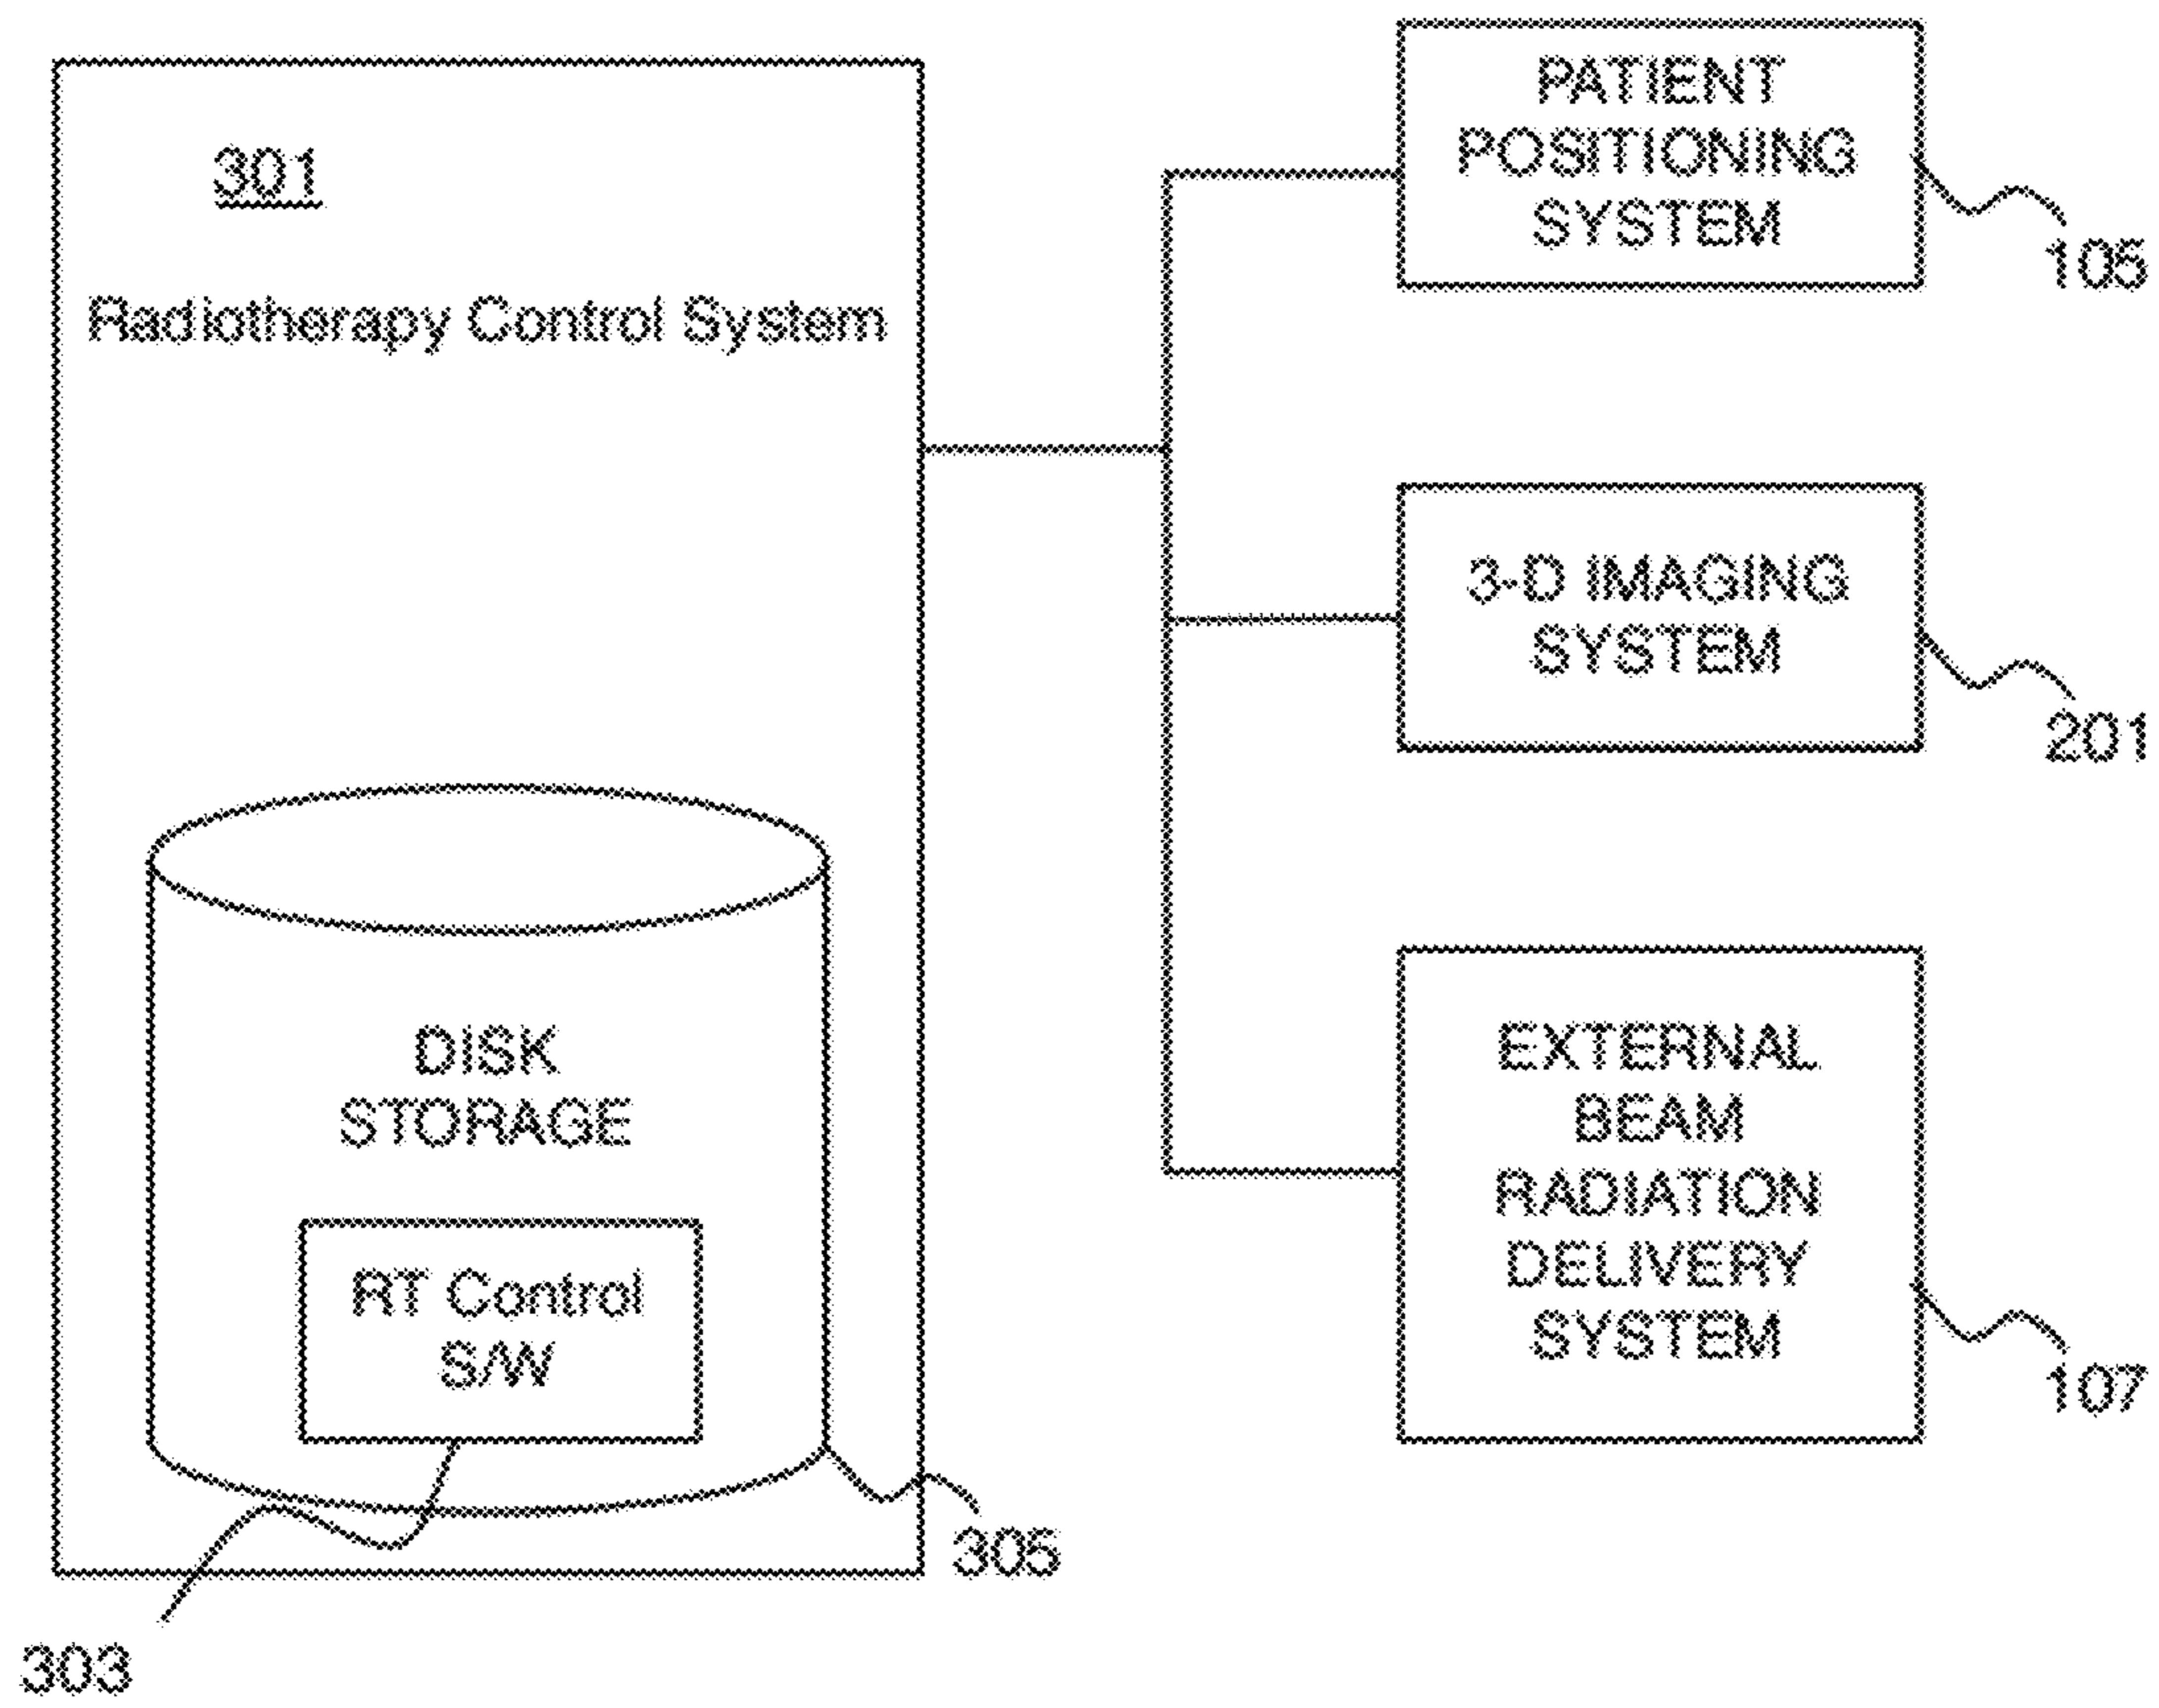 301
Radiotherapy Control System
DISK
STORAGE
RT Control
S/W
303
305
PATIENT
POSITIONING
SYSTEM
105
3-D IMAGING
SYSTEM
201
EXTERNAL
BEAM
RADIATION
DELIVERY
SYSTEM
107